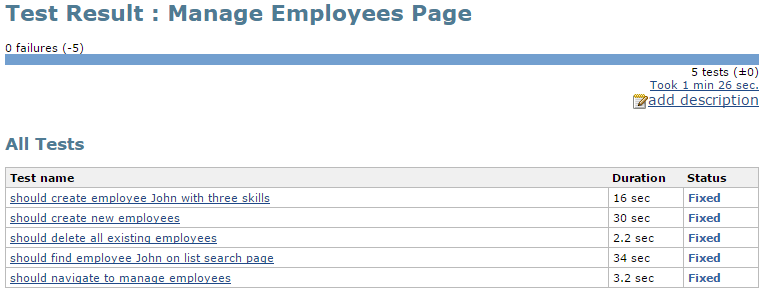 Test Result : Manage Employees Page
0 failures (-5)
5 tests (±0)
Took 1 min 26 sec.
add description
All Tests
Test name Duration Status
should create employee John with three skills 16 sec Fixed
should create new employees 30 sec Fixed
should delete all existing employees 2.2 sec Fixed
should find employee John on list search page 34 sec Fixed
should navigate to manage employees 3.2 sec Fixed